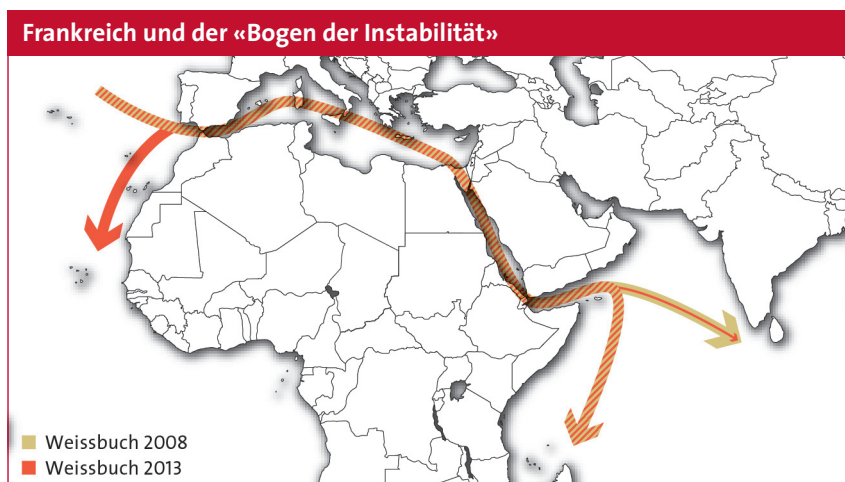 Frankreich und der «Bogen der Instabilität»
Weissbuch 2008
Weissbuch 2013